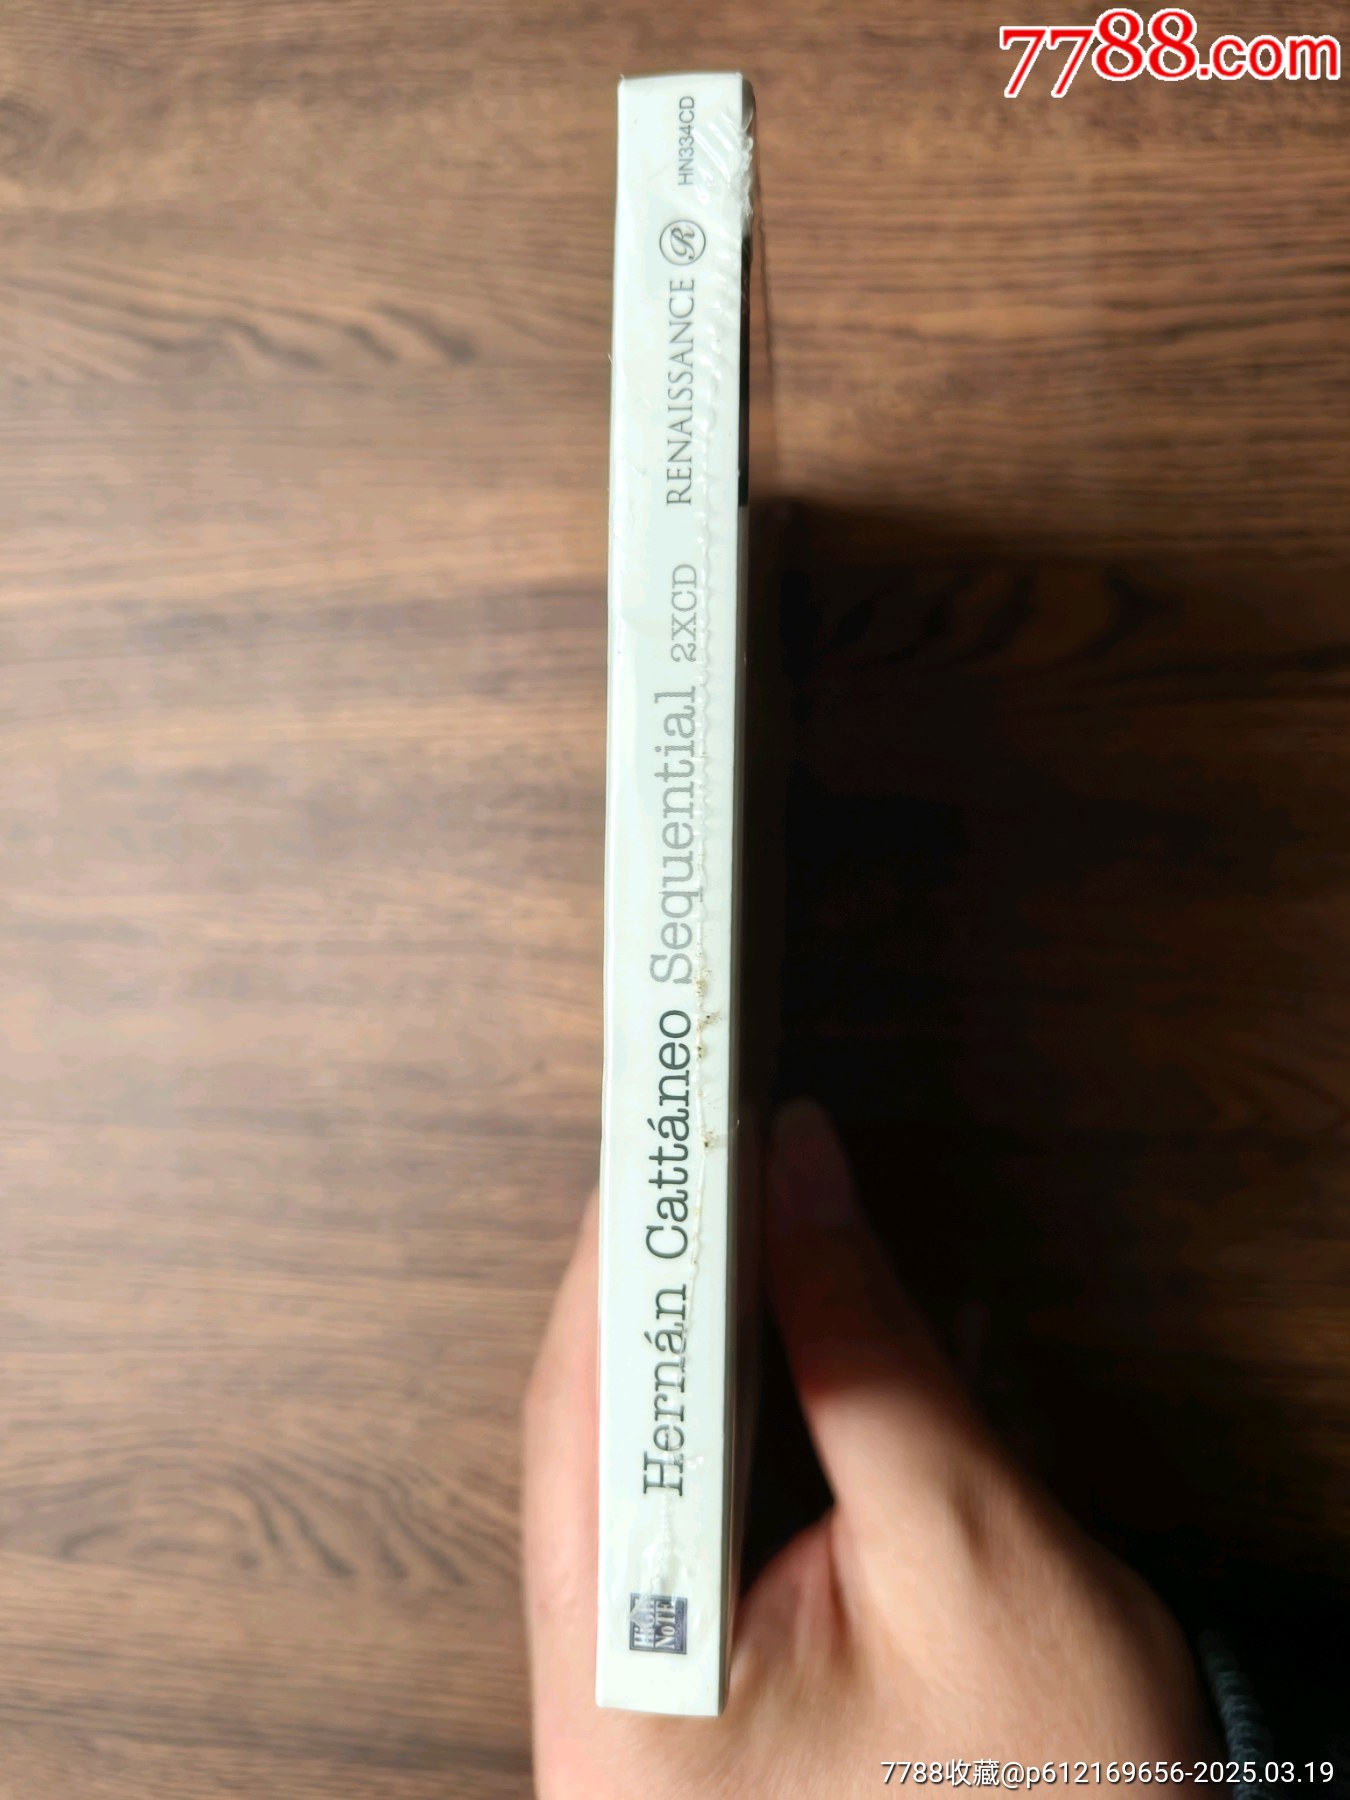 7788.com
HiGH
NoTE
Hernán Cattáneo Sequential 2XCD RENAISSANCE R HN334CD
7788收藏@p612169656-2025.03.19